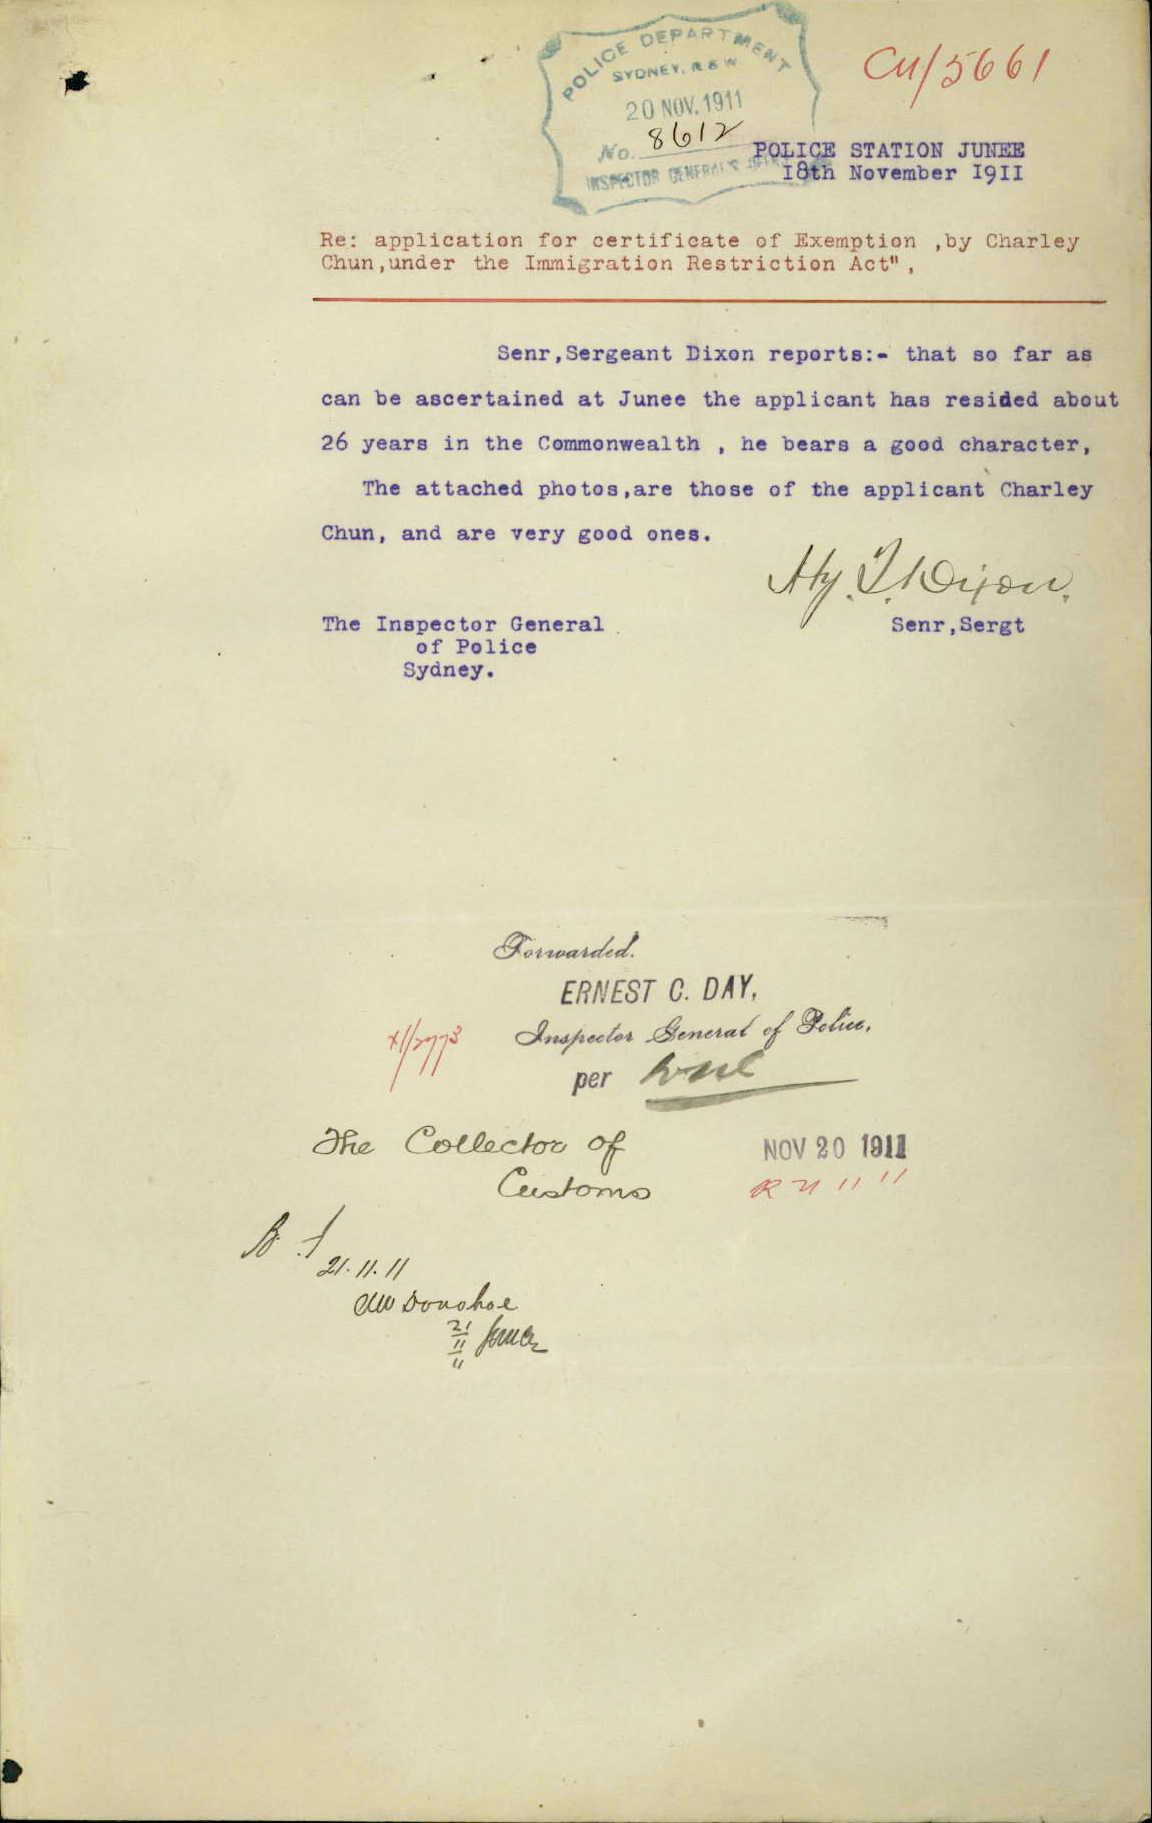 POLICE DEPARTMENT
SYDNEY, N.S.W
20 NOV. 1911
No. 8612
INSPECTOR GENERAL'S
C11/5661
POLICE STATION JUNEE
18th November 1911
Re: application for certificate of Exemption ,by Charley
Chun,under the Immigration Restriction Act",
Senr,Sergeant Dixon reports:- that so far as
can be ascertained at Junee the applicant has resided about
26 years in the Commonwealth , he bears a good character,
The attached photos,are those of the applicant Charley
Chun, and are very good ones.
Hy. T. Dixon.
The Inspector General
Senr,Sergt
of Police
Sydney.
Forwarded.
ERNEST C. DAY,
Inspector General of Police,
per
The Collector of
Customs
NOV 20 1911
21.11.11
Donohoe
21
11
11